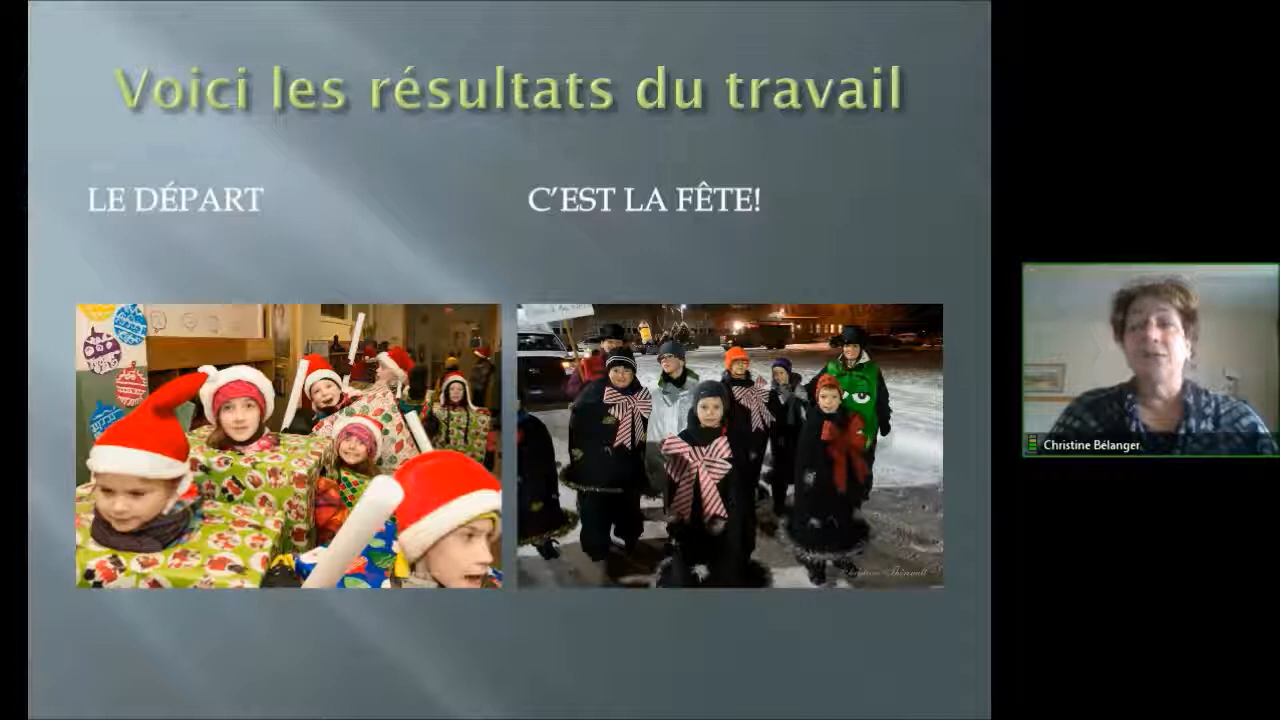 Voici les résultats du travail
LE DÉPART
C’EST LA FÊTE!
Christine Bélanger